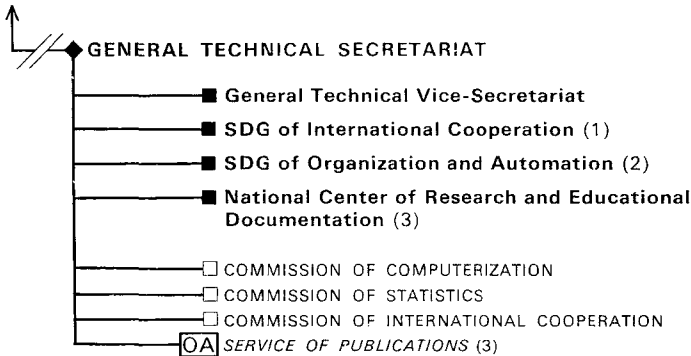 GENERAL TECHNICAL SECRETARIAT
General Technical Vice-Secretariat
SDG of International Cooperation (1)
SDG of Organization and Automation (2)
National Center of Research and Educational
Documentation (3)
COMMISSION OF COMPUTERIZATION
COMMISSION OF STATISTICS
COMMISSION OF INTERNATIONAL COOPERATION
OA SERVICE OF PUBLICATIONS (3)